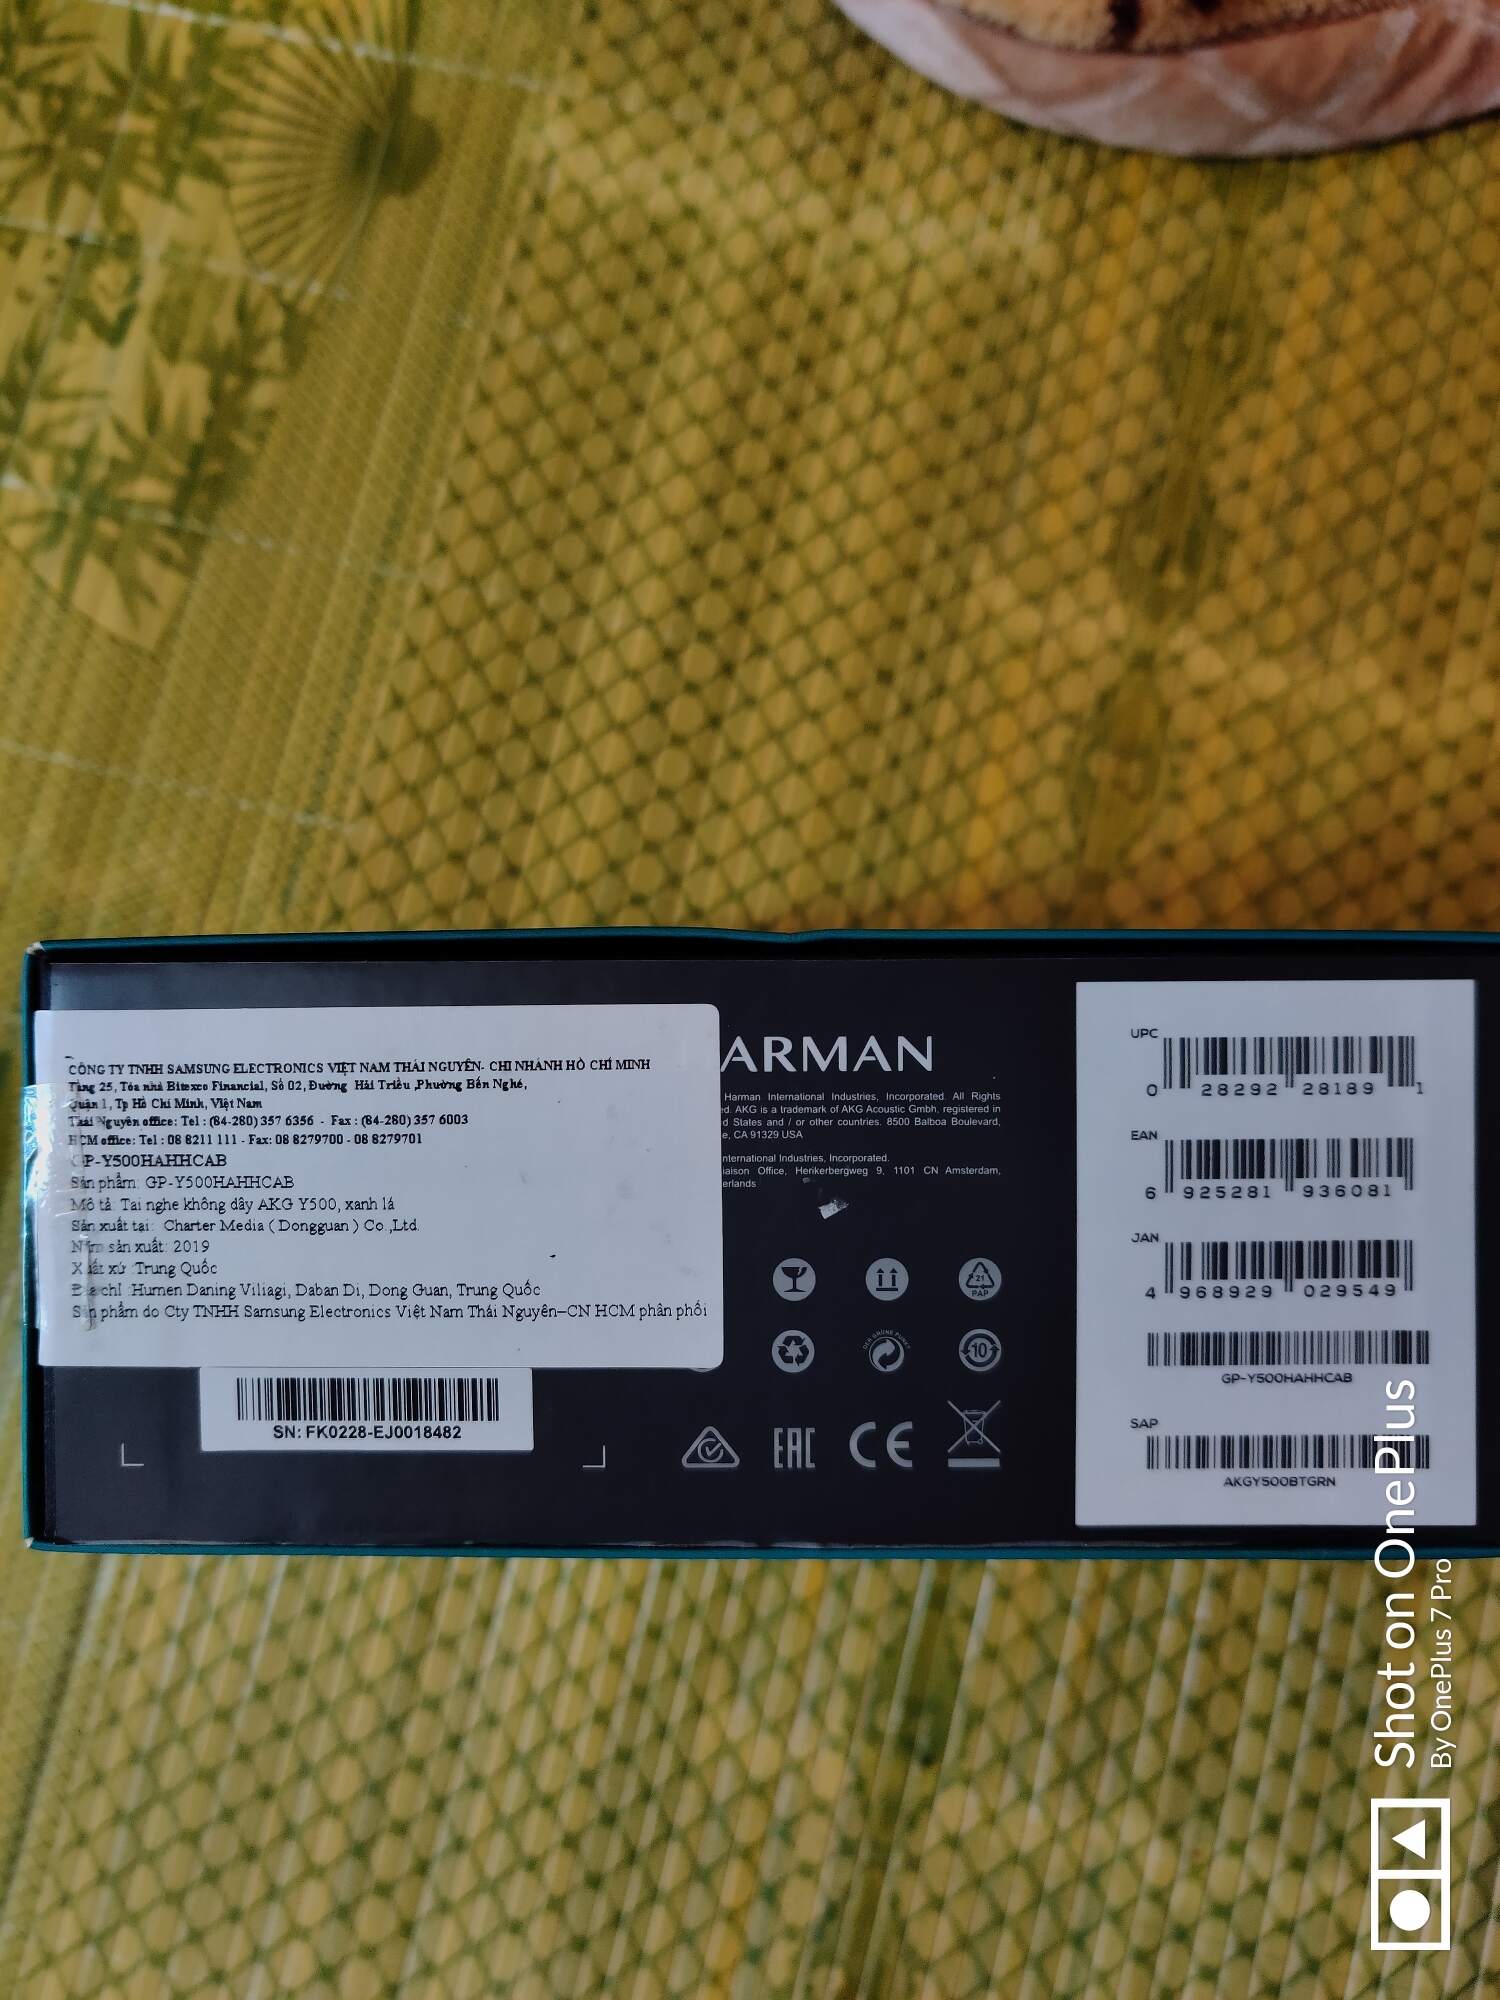 CÔNG TY TNHH SAMSUNG ELECTRONICS VIỆT NAM THÁI NGUYÊN- CHI NHÁNH HỒ CHÍ MINH
Tầng 25, Tòa nhà Bitexco Financial, Số 02, Đường Hải Triều ,Phường Bến Nghé,
Quận 1, Tp Hồ Chí Minh, Việt Nam
Thái Nguyên office: Tel : (84-280) 357 6356 - Fax : (84-280) 357 6003
HCM office: Tel : 08 8211 111 - Fax: 08 8279700 - 08 8279701
GP-Y500HAHHCAB
Sản phẩm: GP-Y500HAHHCAB
Mô tả: Tai nghe không dây AKG Y500, xanh lá
Sản xuất tại: Charter Media ( Dongguan ) Co.,Ltd.
Năm sản xuất: 2019
Xuất xứ :Trung Quốc
Địa chỉ :Humen Daning Viliagi, Daban Di, Dong Guan, Trung Quốc
Sản phẩm do Cty TNHH Samsung Electronics Việt Nam Thái Nguyên–CN HCM phân phối
SN: FK0228-EJ0018482
ARMAN
Harman International Industries, Incorporated. All Rights
AKG is a trademark of AKG Acoustic Gmbh, registered in
States and / or other countries. 8500 Balboa Boulevard,
, CA 91329 USA
nternational Industries, Incorporated.
iaison Office, Herikerbergweg 9, 1101 CN Amsterdam,
erlands
21
PAP
DER GRÜNE PUNKT
10
EAC
CE
UPC
0 28292 28189 1
EAN
6 925281 936081
JAN
4 968929 029549
GP-Y500HAHHCAB
SAP
AKGY500BTGRN
Shot on OnePlus
By OnePlus 7 Pro